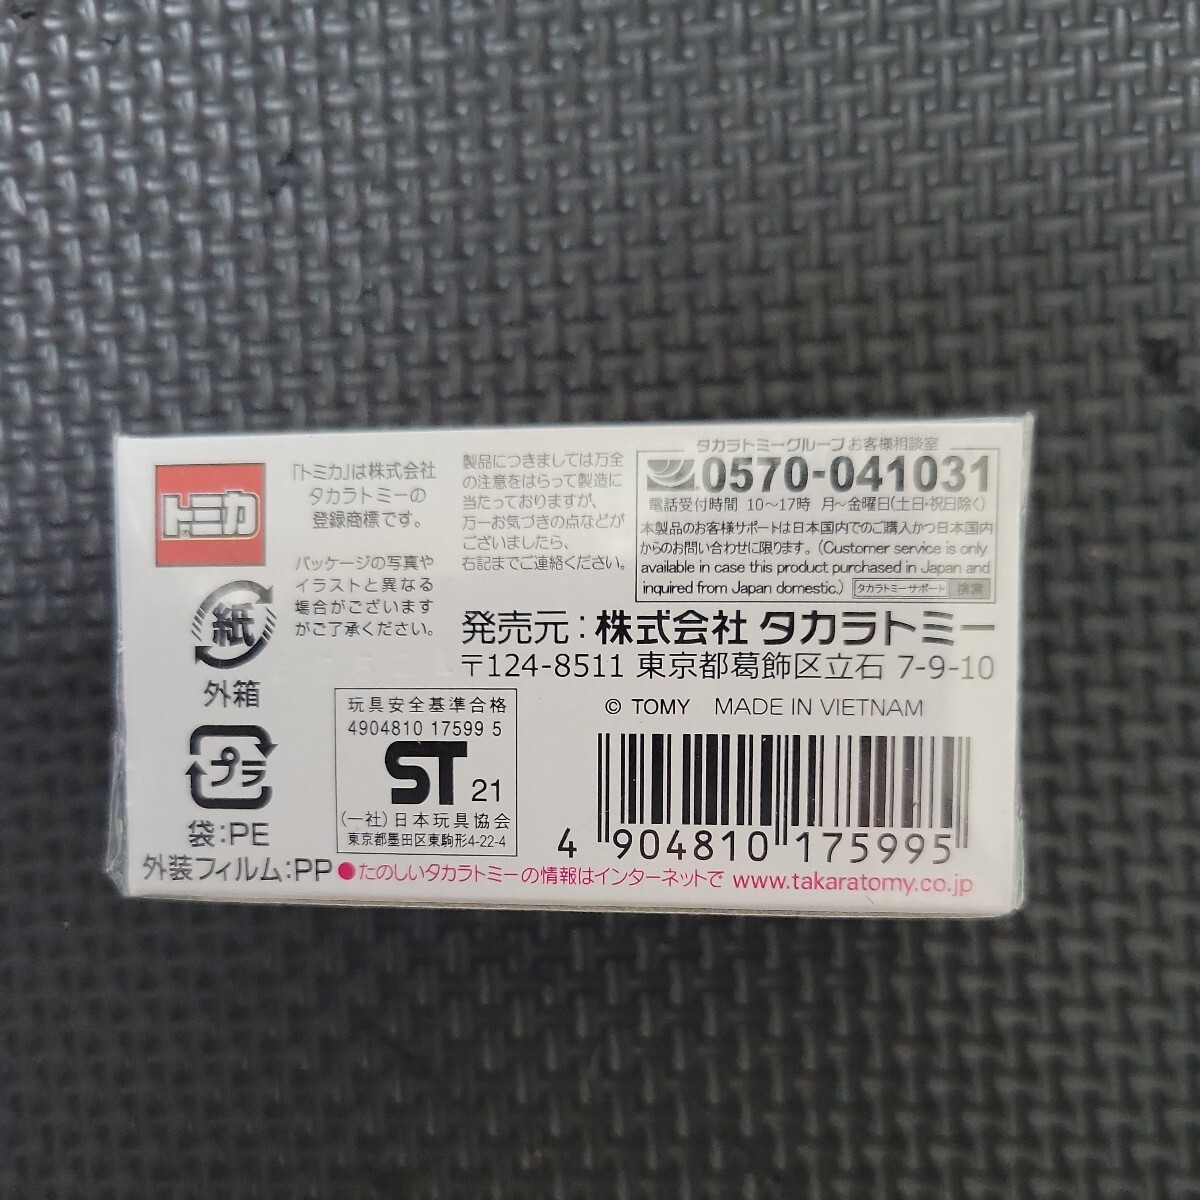 トミカ
「トミカ」は株式会社
タカラトミーの
登録商標です。
パッケージの写真や
イラストと異なる
場合がございます
がご了承ください。
紙
外箱
プラ
袋:PE
外装フィルム:PP
製品につきましては万全
の注意をはらって製造に
当たっておりますが、
万一お気づきの点などが
ございましたら、
右記までご連絡ください。
タカラトミーグループ お客様相談室
0570-041031
電話受付時間 10〜17時 月〜金曜日(土日・祝日除く)
本製品のお客様サポートは日本国内でのご購入かつ日本国内
からのお問い合わせに限ります。(Customer service is only
available in case this product purchased in Japan and
inquired from Japan domestic.) タカラトミーサポート 検索
発売元:株式会社 タカラトミー
〒124-8511 東京都葛飾区立石 7-9-10
© TOMY MADE IN VIETNAM
玩具安全基準合格
4904810 17599 5
ST 21
(一社)日本玩具協会
東京都墨田区東駒形4-22-4
4 904810 175995
●たのしいタカラトミーの情報はインターネットで www.takaratomy.co.jp